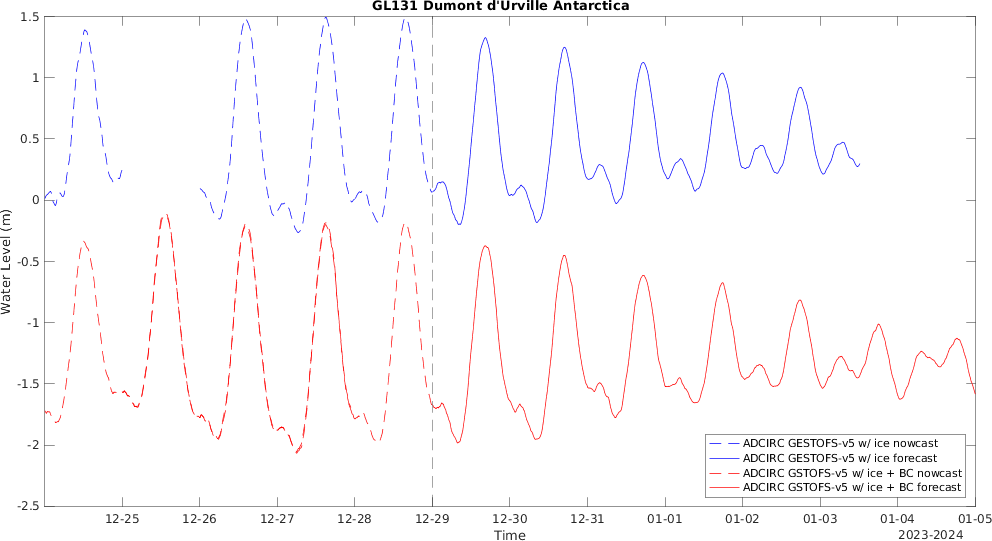 GL131 Dumont d'Urville Antarctica
1.5
1
0.5
0
-0.5
-1
-1.5
-2
-2.5
Water Level (m)
12-25 12-26 12-27 12-28 12-29 12-30 12-31 01-01 01-02 01-03 01-04 01-05
Time
2023-2024
ADCIRC GESTOFS-v5 w/ ice nowcast
ADCIRC GESTOFS-v5 w/ ice forecast
ADCIRC GSTOFS-v5 w/ ice + BC nowcast
ADCIRC GSTOFS-v5 w/ ice + BC forecast